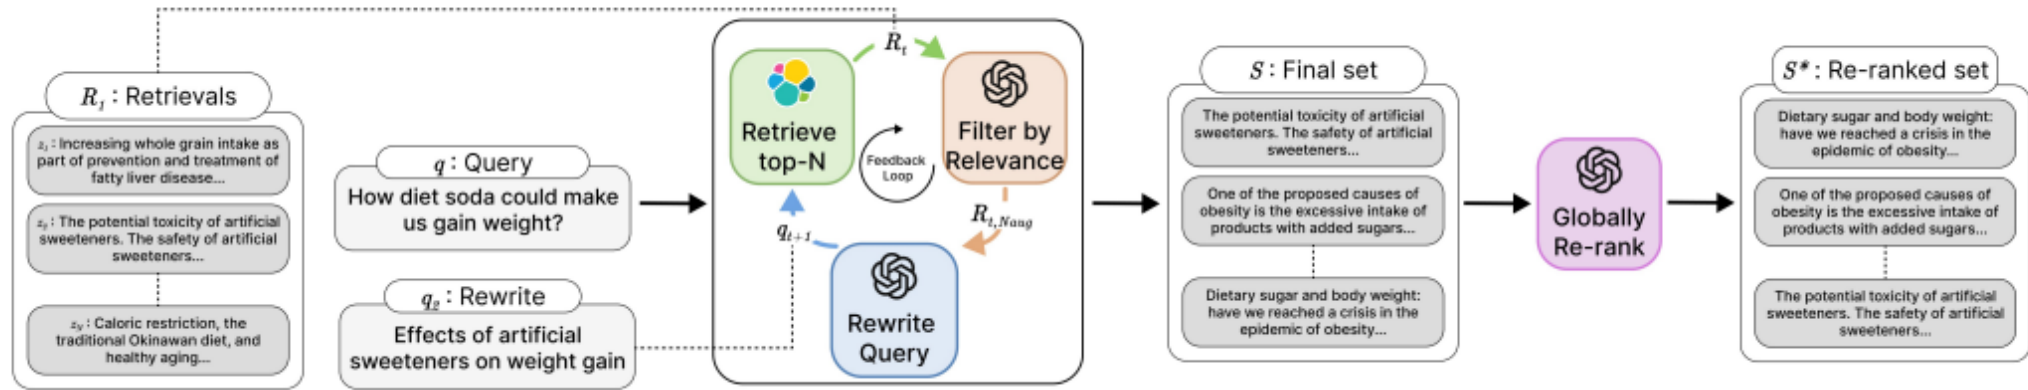 R₁ : Retrievals
z₁ : Increasing whole grain intake as
part of prevention and treatment of
fatty liver disease...
z₂ : The potential toxicity of artificial
sweeteners. The safety of artificial
sweeteners...
z_N : Caloric restriction, the
traditional Okinawan diet, and
healthy aging...
q : Query
How diet soda could make
us gain weight?
q₂ : Rewrite
Effects of artificial
sweeteners on weight gain
R_t
Retrieve
top-N
Filter by
Relevance
Feedback
Loop
q_{t+1}
R_{t,Naug}
Rewrite
Query
S : Final set
The potential toxicity of artificial
sweeteners. The safety of artificial
sweeteners...
One of the proposed causes of
obesity is the excessive intake of
products with added sugars...
Dietary sugar and body weight:
have we reached a crisis in the
epidemic of obesity...
Globally
Re-rank
S* : Re-ranked set
Dietary sugar and body weight:
have we reached a crisis in the
epidemic of obesity...
One of the proposed causes of
obesity is the excessive intake of
products with added sugars...
The potential toxicity of artificial
sweeteners. The safety of artificial
sweeteners...